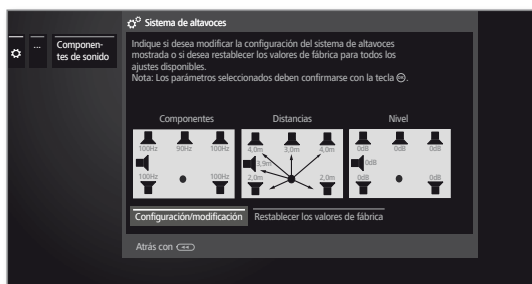 Sistema de altavoces
...
Componen-
tes de sonido
Indique si desea modificar la configuración del sistema de altavoces
mostrada o si desea restablecer los valores de fábrica para todos los
ajustes disponibles.
Nota: Los parámetros seleccionados deben confirmarse con la tecla OK.
Componentes
Distancias
Nivel
100Hz 90Hz 100Hz
4,0m 3,0m 4,0m
0dB 0dB 0dB
3,9m
0dB
100Hz 100Hz
2,0m 2,0m
0dB 0dB
Configuración/modificación
Restablecer los valores de fábrica
Atrás con